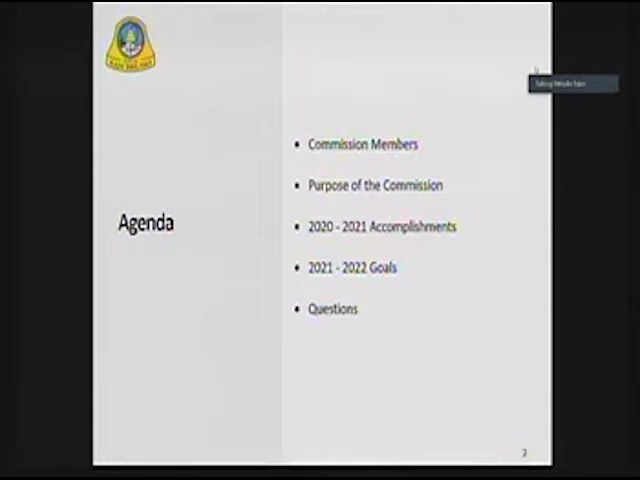 Commission Members
Purpose of the Commission
Agenda
2020 - 2021 Accomplishments
2021 - 2022 Goals
Questions
2